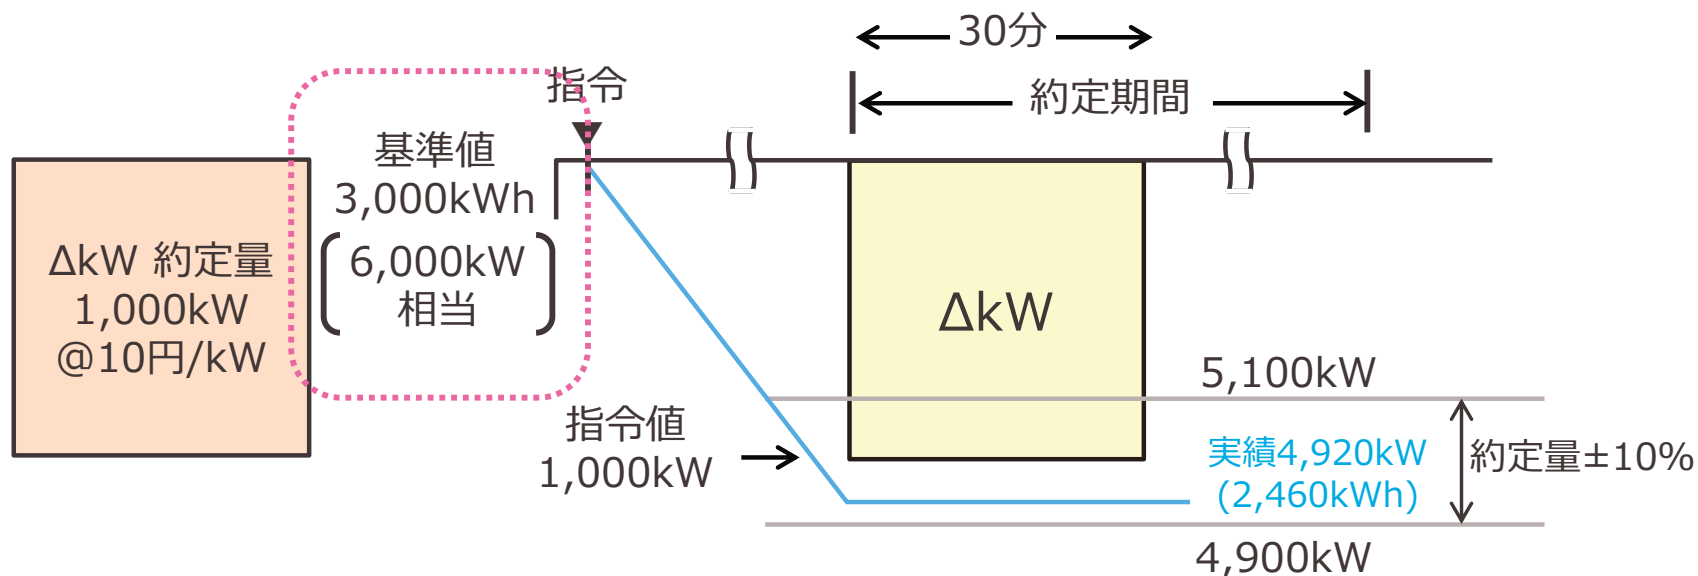 30分
約定期間
指令
基準値
3,000kWh
6,000kW
相当
ΔkW 約定量
1,000kW
@10円/kW
ΔkW
指令値
1,000kW
5,100kW
実績4,920kW
(2,460kWh)
約定量±10%
4,900kW